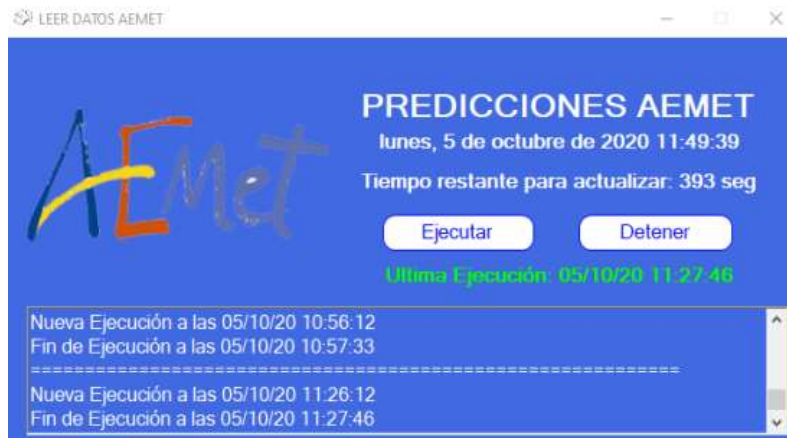 LEER DATOS AEMET
AEMet
PREDICCIONES AEMET
lunes, 5 de octubre de 2020 11:49:39
Tiempo restante para actualizar: 393 seg
Ejecutar
Detener
Ultima Ejecución: 05/10/20 11:27:46
Nueva Ejecución a las 05/10/20 10:56:12
Fin de Ejecución a las 05/10/20 10:57:33
============================================================
Nueva Ejecución a las 05/10/20 11:26:12
Fin de Ejecución a las 05/10/20 11:27:46